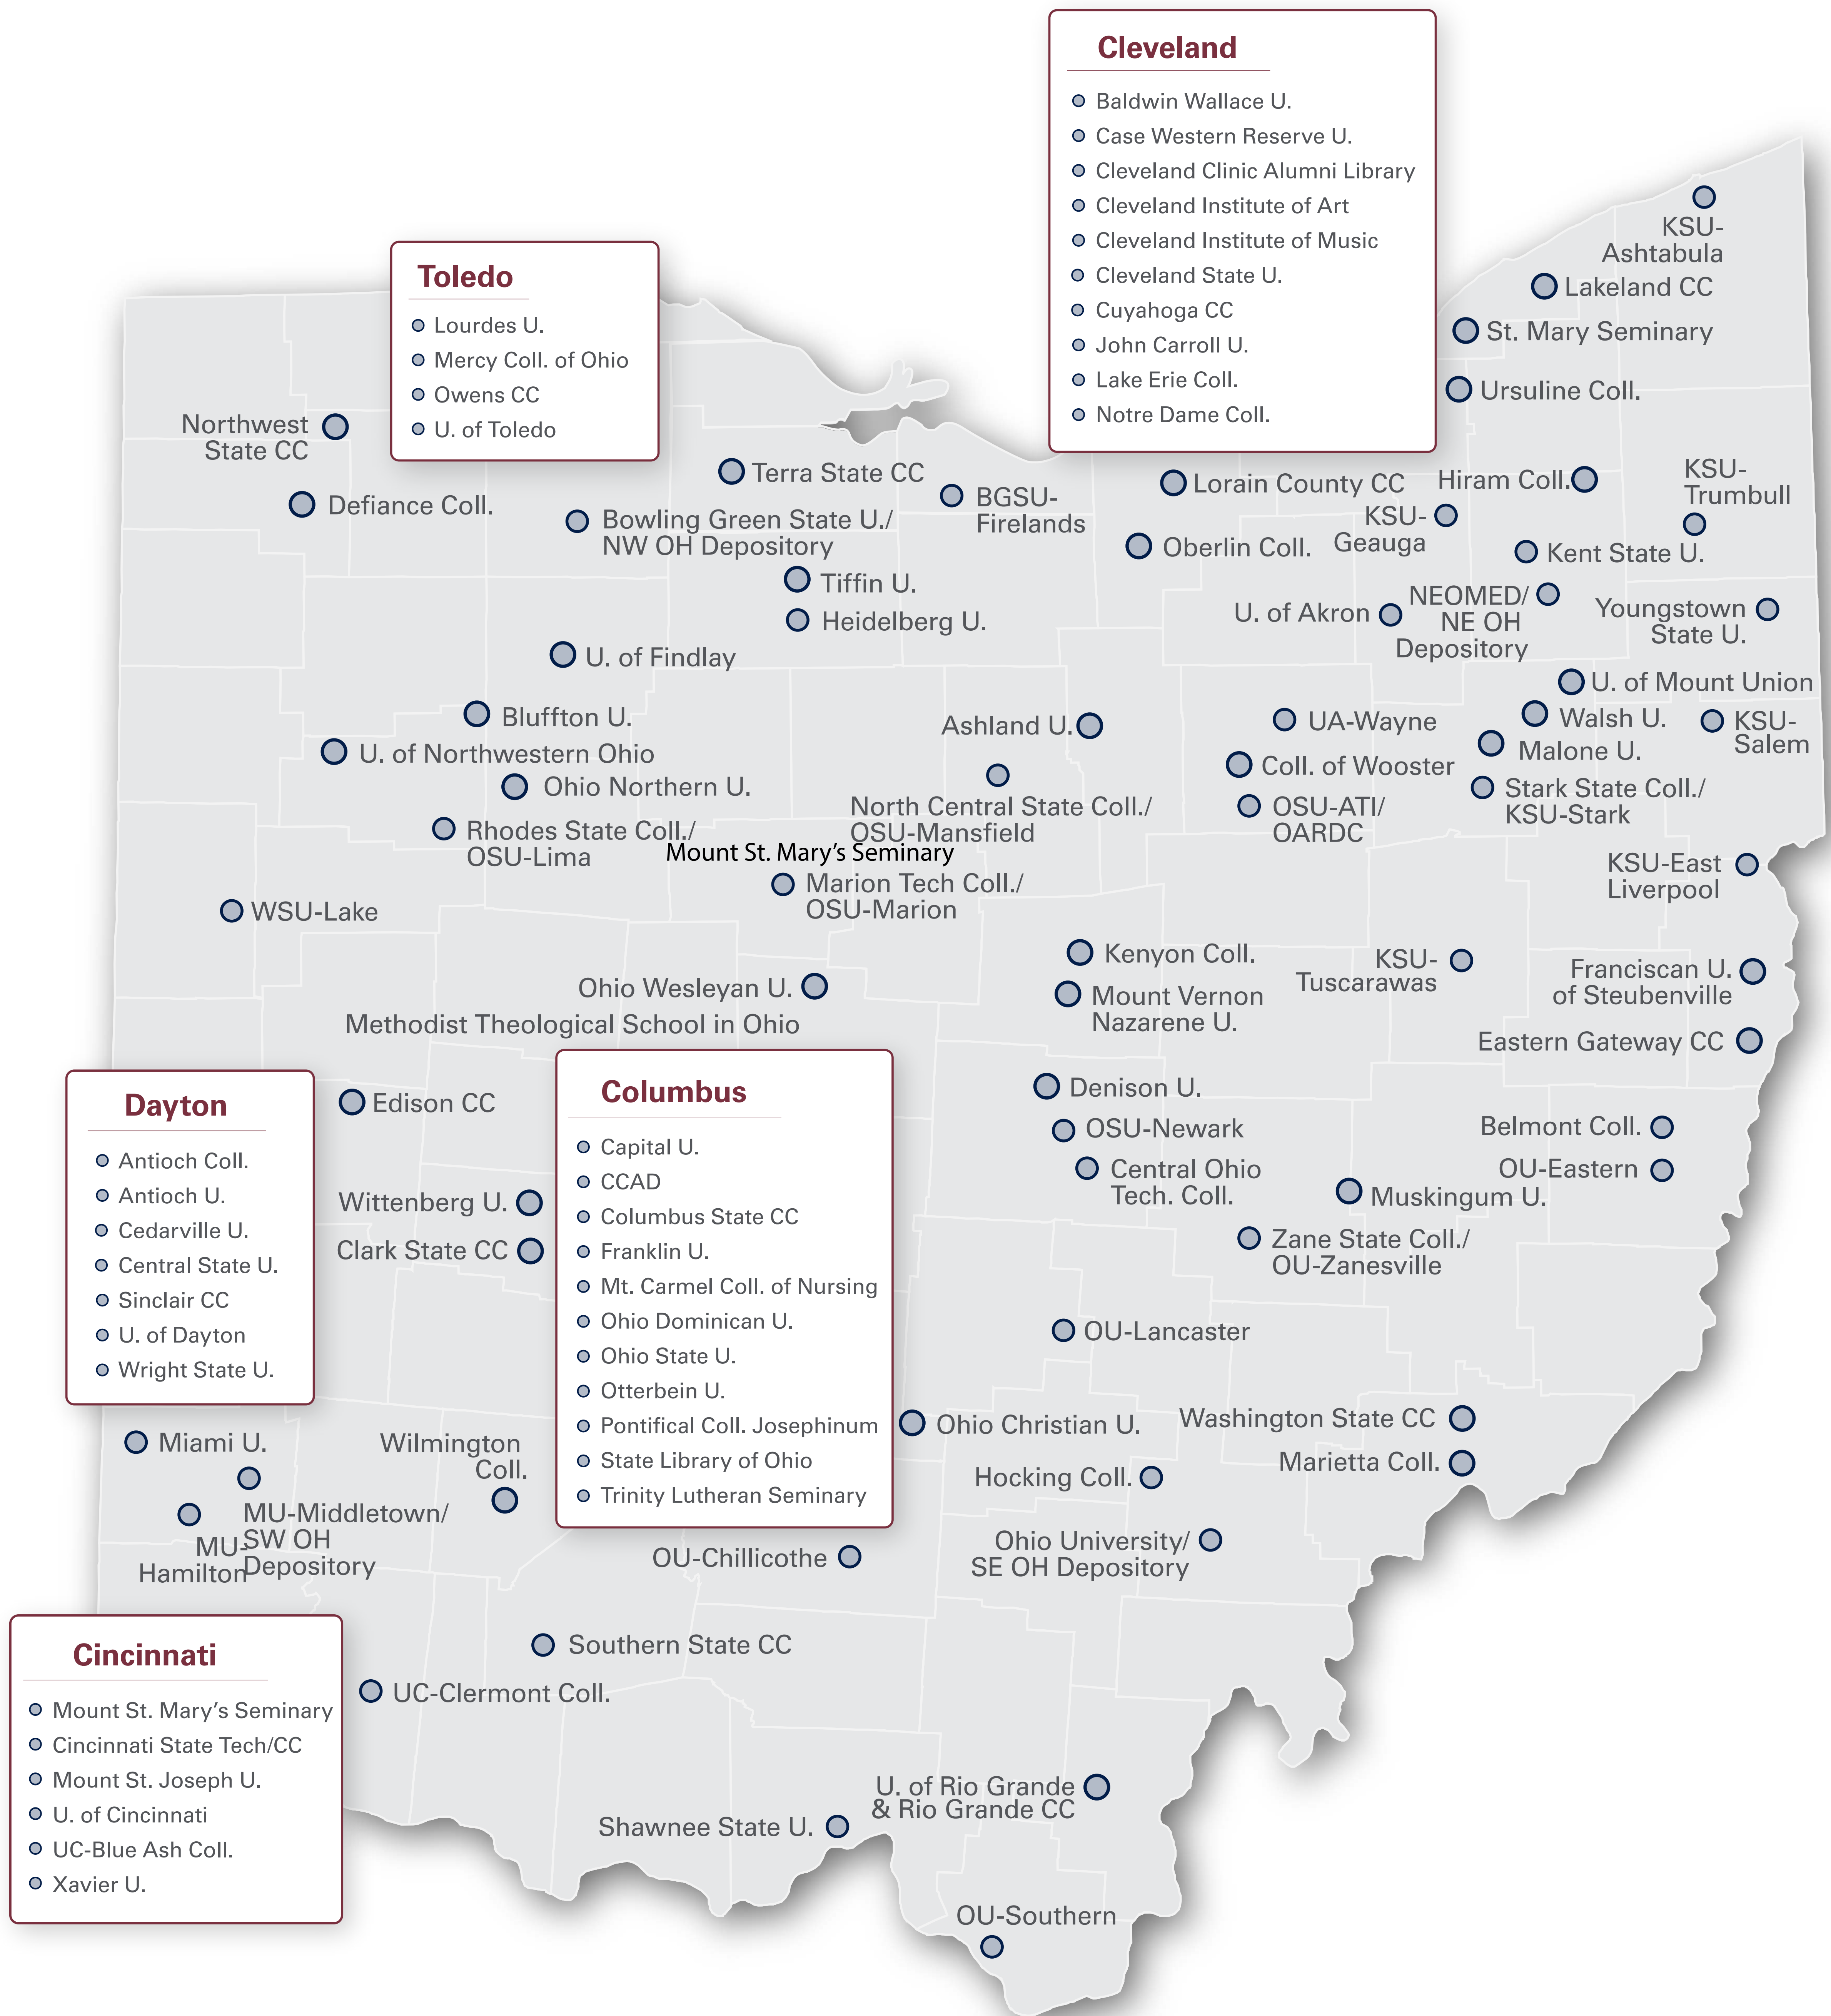 Cleveland
Baldwin Wallace U.
Case Western Reserve U.
Cleveland Clinic Alumni Library
Cleveland Institute of Art
Cleveland Institute of Music
Cleveland State U.
Cuyahoga CC
John Carroll U.
Lake Erie Coll.
Notre Dame Coll.
KSU-
Ashtabula
Lakeland CC
St. Mary Seminary
Ursuline Coll.
Toledo
Lourdes U.
Mercy Coll. of Ohio
Owens CC
U. of Toledo
Northwest
State CC
Defiance Coll.
Terra State CC
Bowling Green State U./
NW OH Depository
BGSU-
Firelands
Lorain County CC
Hiram Coll.
KSU-
Trumbull
KSU-
Geauga
Oberlin Coll.
Kent State U.
Tiffin U.
Heidelberg U.
U. of Akron
NEOMED/
NE OH
Depository
Youngstown
State U.
U. of Findlay
U. of Mount Union
Bluffton U.
Ashland U.
UA-Wayne
Walsh U.
KSU-
Salem
U. of Northwestern Ohio
Malone U.
Ohio Northern U.
Coll. of Wooster
North Central State Coll./
OSU-Mansfield
OSU-ATI/
OARDC
Stark State Coll./
KSU-Stark
Rhodes State Coll./
OSU-Lima
Mount St. Mary’s Seminary
Marion Tech Coll./
OSU-Marion
KSU-East
Liverpool
WSU-Lake
Kenyon Coll.
KSU-
Tuscarawas
Franciscan U.
of Steubenville
Ohio Wesleyan U.
Mount Vernon
Nazarene U.
Methodist Theological School in Ohio
Eastern Gateway CC
Dayton
Antioch Coll.
Antioch U.
Cedarville U.
Central State U.
Sinclair CC
U. of Dayton
Wright State U.
Edison CC
Wittenberg U.
Clark State CC
Columbus
Capital U.
CCAD
Columbus State CC
Franklin U.
Mt. Carmel Coll. of Nursing
Ohio Dominican U.
Ohio State U.
Otterbein U.
Pontifical Coll. Josephinum
State Library of Ohio
Trinity Lutheran Seminary
Denison U.
OSU-Newark
Central Ohio
Tech. Coll.
Belmont Coll.
OU-Eastern
Muskingum U.
Zane State Coll./
OU-Zanesville
OU-Lancaster
Ohio Christian U.
Washington State CC
Marietta Coll.
Hocking Coll.
Ohio University/
SE OH Depository
Miami U.
Wilmington
Coll.
MU-Middletown/
SW OH
Depository
MU-
Hamilton
OU-Chillicothe
Southern State CC
UC-Clermont Coll.
Cincinnati
Mount St. Mary’s Seminary
Cincinnati State Tech/CC
Mount St. Joseph U.
U. of Cincinnati
UC-Blue Ash Coll.
Xavier U.
U. of Rio Grande
& Rio Grande CC
Shawnee State U.
OU-Southern